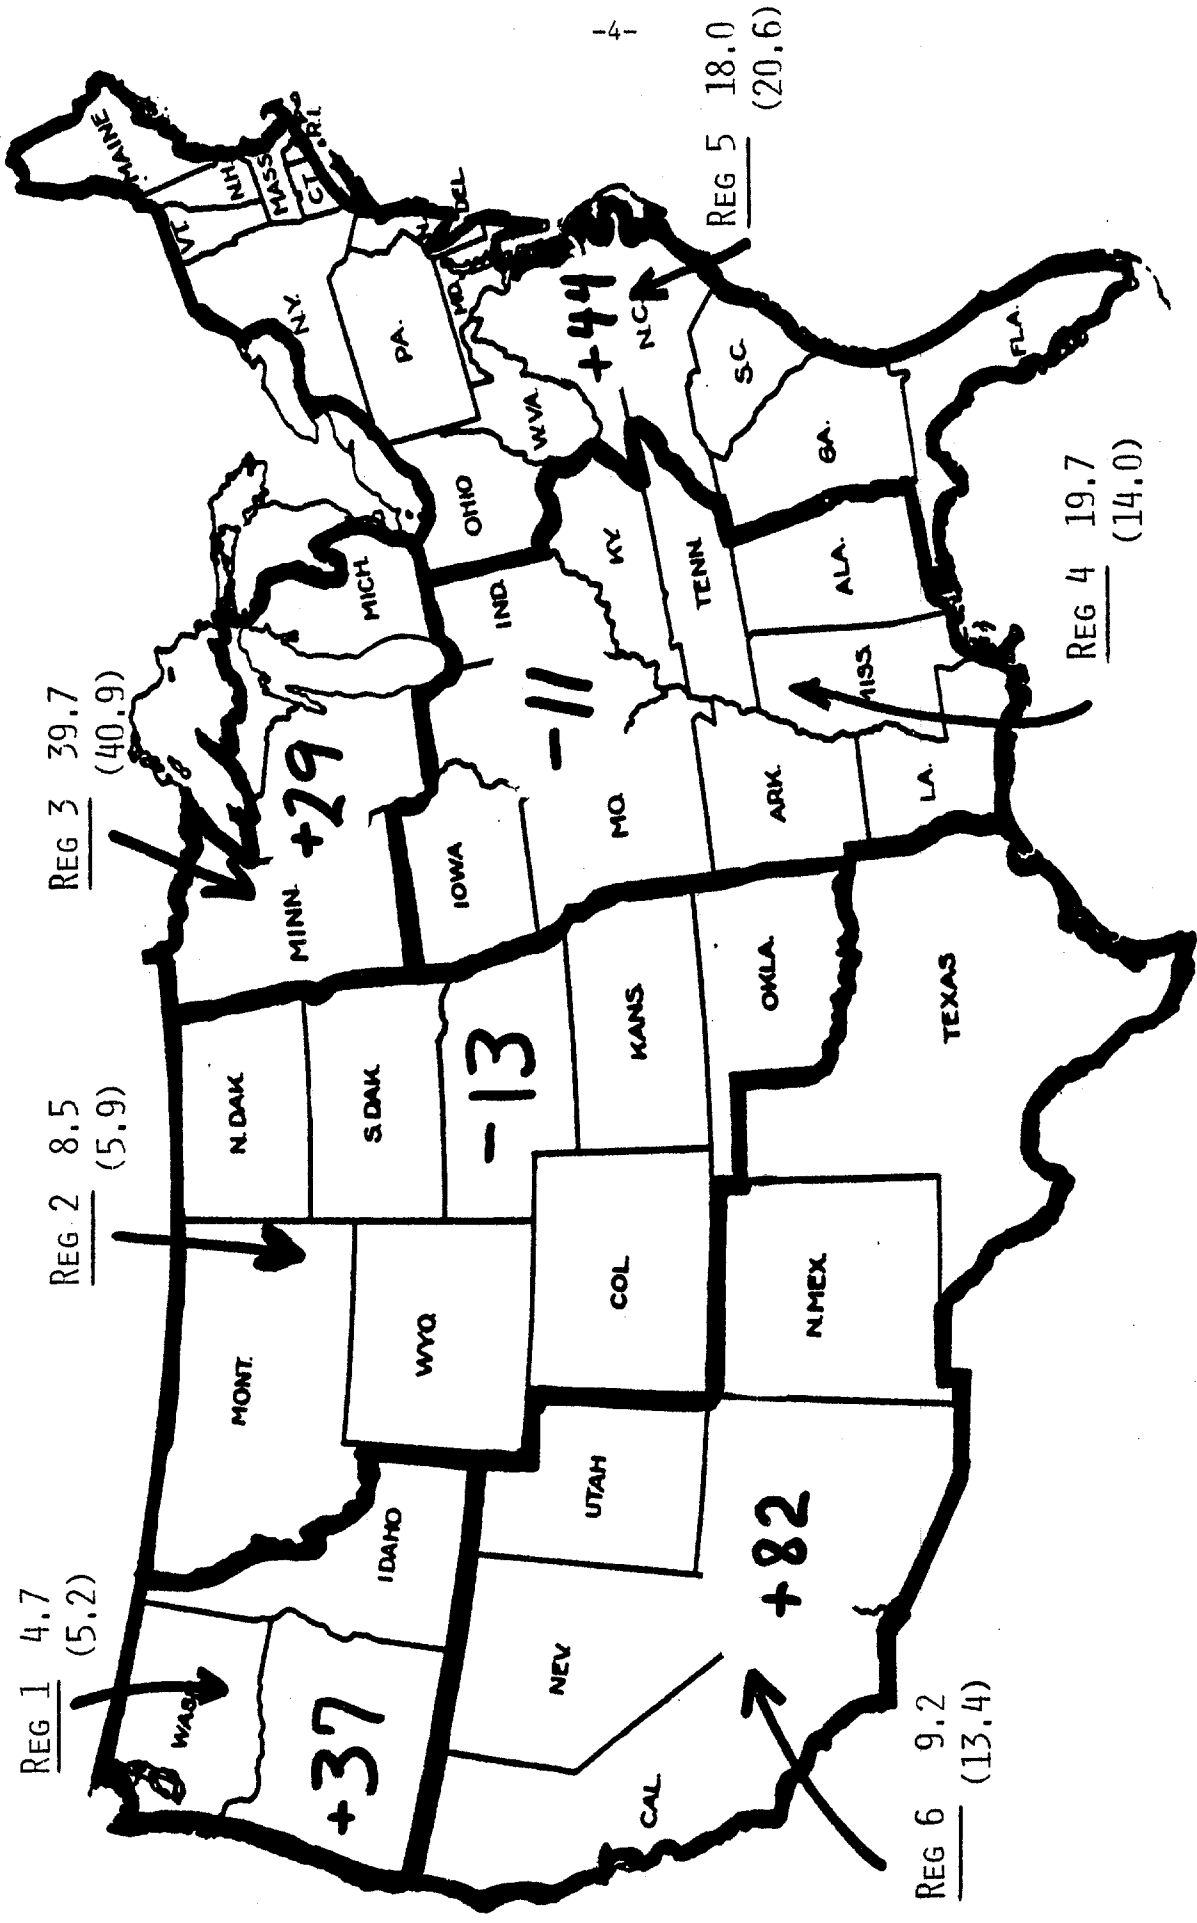 -4-
REG 1 4.7
(5.2)
REG 2 8.5
(5.9)
REG 3 39.7
(40.9)
REG 4 19.7
(14.0)
REG 5 18.0
(20.6)
REG 6 9.2
(13.4)
WASH
+37
IDAHO
MONT.
WYO.
N.DAK.
S.DAK.
-13
KANS.
COL.
OKLA.
NEV.
UTAH
CAL.
+82
N.MEX.
TEXAS
MINN.
+29
MICH.
IOWA
-11
IND.
MO.
KY.
TENN.
ARK.
LA.
MISS.
ALA.
OHIO
W.VA.
+44
N.C.
S.C.
GA.
FLA.
PA.
N.Y.
MD.
DEL.
VT.
N.H.
MAINE
MASS
CT.
R.I.